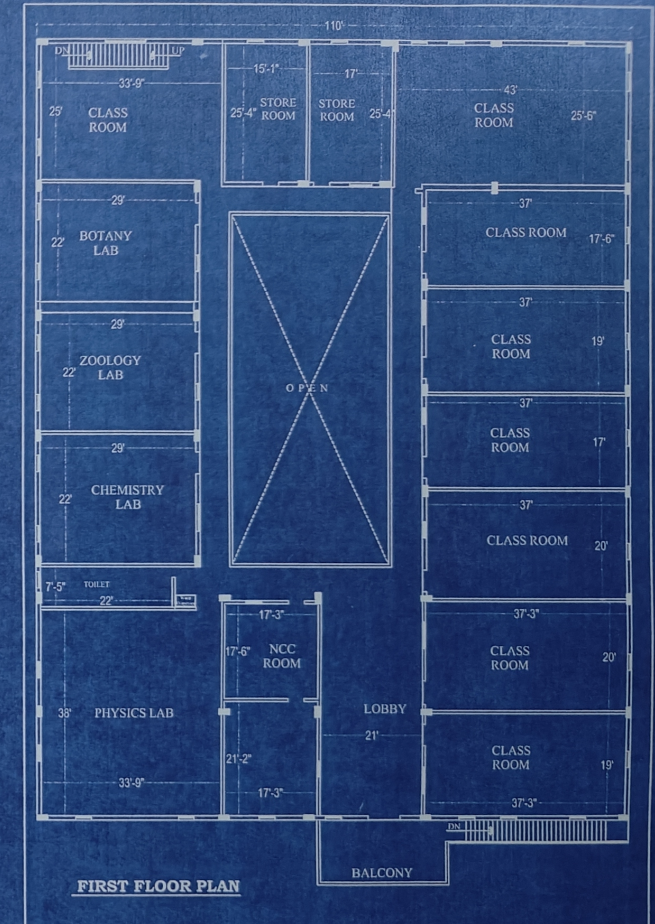 110'
DN
UP
33'-9"
25'
CLASS
ROOM
15'-1"
25'-4"
STORE
ROOM
17'
STORE
ROOM
25'-4"
43'
CLASS
ROOM
25'-6"
29'
22'
BOTANY
LAB
37'
CLASS ROOM
17'-6"
29'
22'
ZOOLOGY
LAB
37'
CLASS
ROOM
19'
OPEN
37'
CLASS
ROOM
17'
29'
22'
CHEMISTRY
LAB
37'
CLASS ROOM
20'
7'-5"
TOILET
22'
17'-3"
17'-6"
NCC
ROOM
37'-3"
CLASS
ROOM
20'
38'
PHYSICS LAB
33'-9"
LOBBY
21'
21'-2"
17'-3"
CLASS
ROOM
19'
37'-3"
DN
BALCONY
FIRST FLOOR PLAN